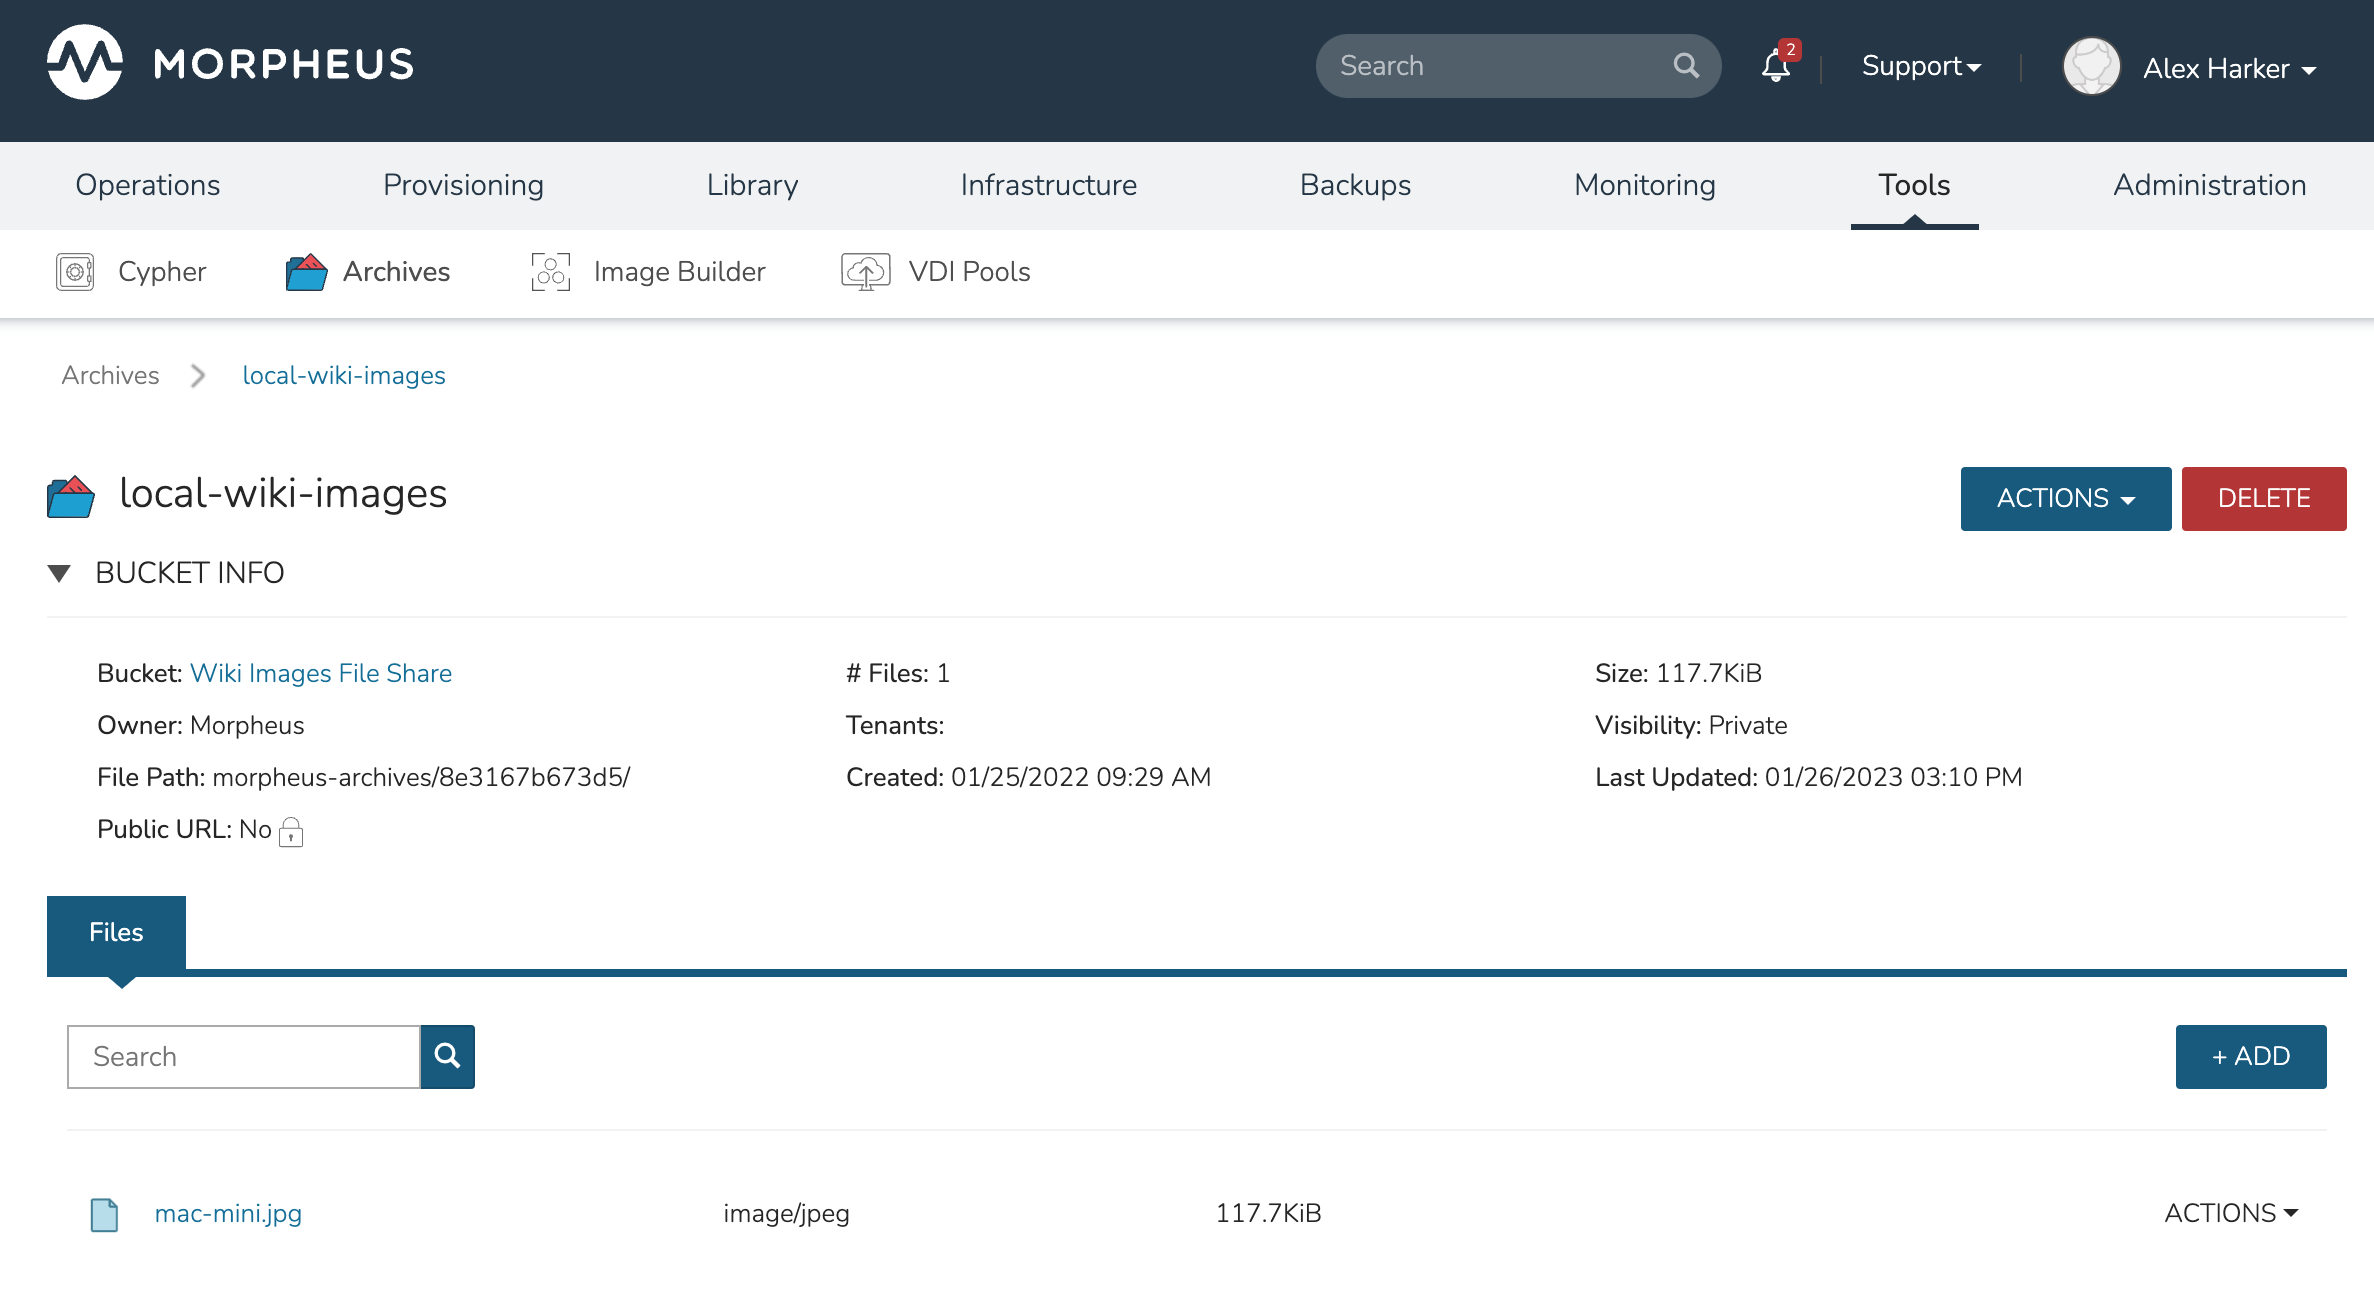 MORPHEUS
Search
2
Support
Alex Harker
Operations Provisioning Library Infrastructure Backups Monitoring Tools Administration
Cypher Archives Image Builder VDI Pools
Archives local-wiki-images
local-wiki-images
ACTIONS DELETE
BUCKET INFO
Bucket: Wiki Images File Share # Files: 1 Size: 117.7KiB
Owner: Morpheus Tenants: Visibility: Private
File Path: morpheus-archives/8e3167b673d5/ Created: 01/25/2022 09:29 AM Last Updated: 01/26/2023 03:10 PM
Public URL: No
Files
Search + ADD
mac-mini.jpg image/jpeg 117.7KiB ACTIONS